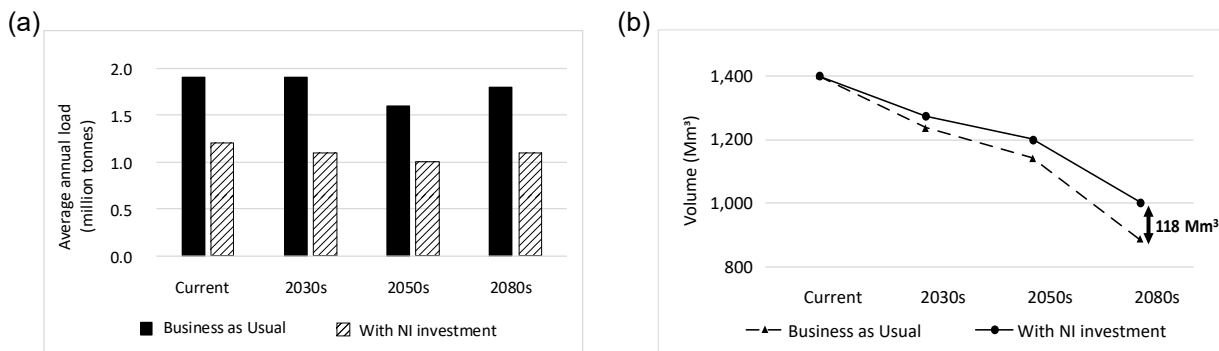 (a)
Average annual load
(million tonnes)
2.0
1.5
1.0
0.5
0.0
Current 2030s 2050s 2080s
Business as Usual With NI investment
(b)
Volume (Mm³)
1,400
1,200
1,000
800
118 Mm³
Current 2030s 2050s 2080s
Business as Usual With NI investment